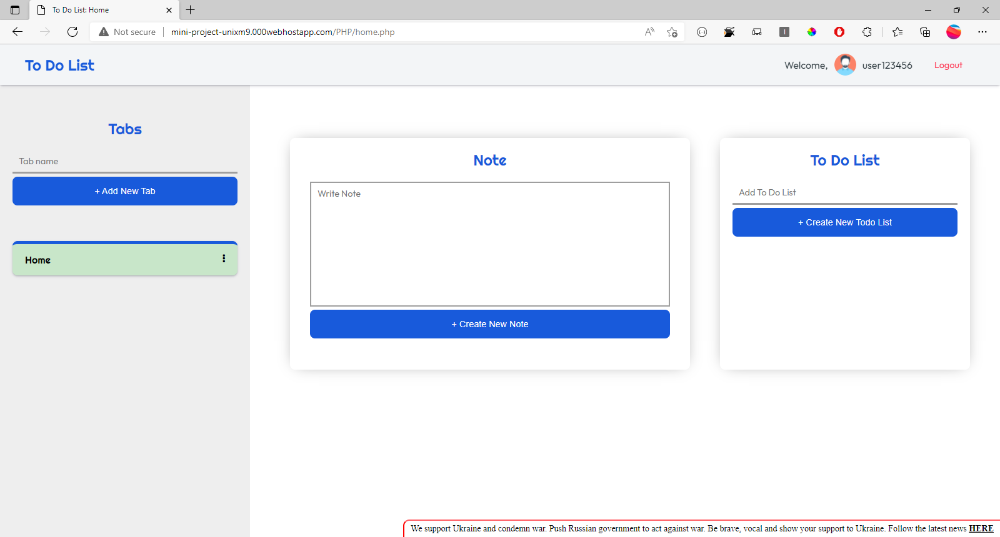 To Do List: Home
Not secure
mini-project-unixm9.000webhostapp.com/PHP/home.php
To Do List
Welcome, user123456 Logout
Tabs
Tab name
+ Add New Tab
Home
Note
Write Note
+ Create New Note
To Do List
Add To Do List
+ Create New Todo List
We support Ukraine and condemn war. Push Russian government to act against war. Be brave, vocal and show your support to Ukraine. Follow the latest news HERE